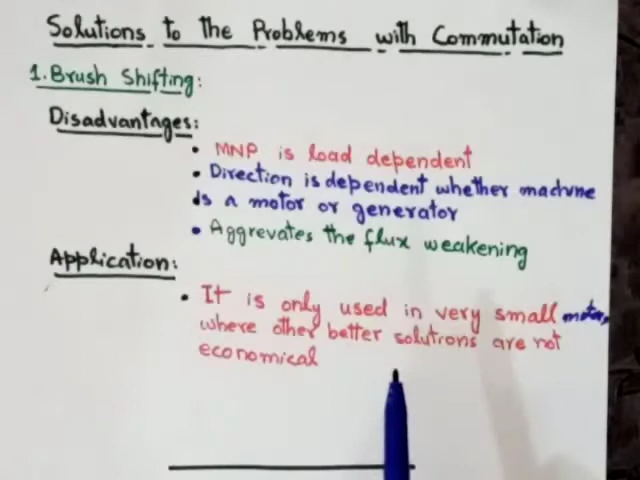 Solutions to the Problems with Commutation
1. Brush Shifting:
Disadvantages:
• MNP is load dependent
• Direction is dependent whether machine
is a motor or generator
• Aggrevates the flux weakening
Application:
• It is only used in very small motors
where other better solutions are not
economical